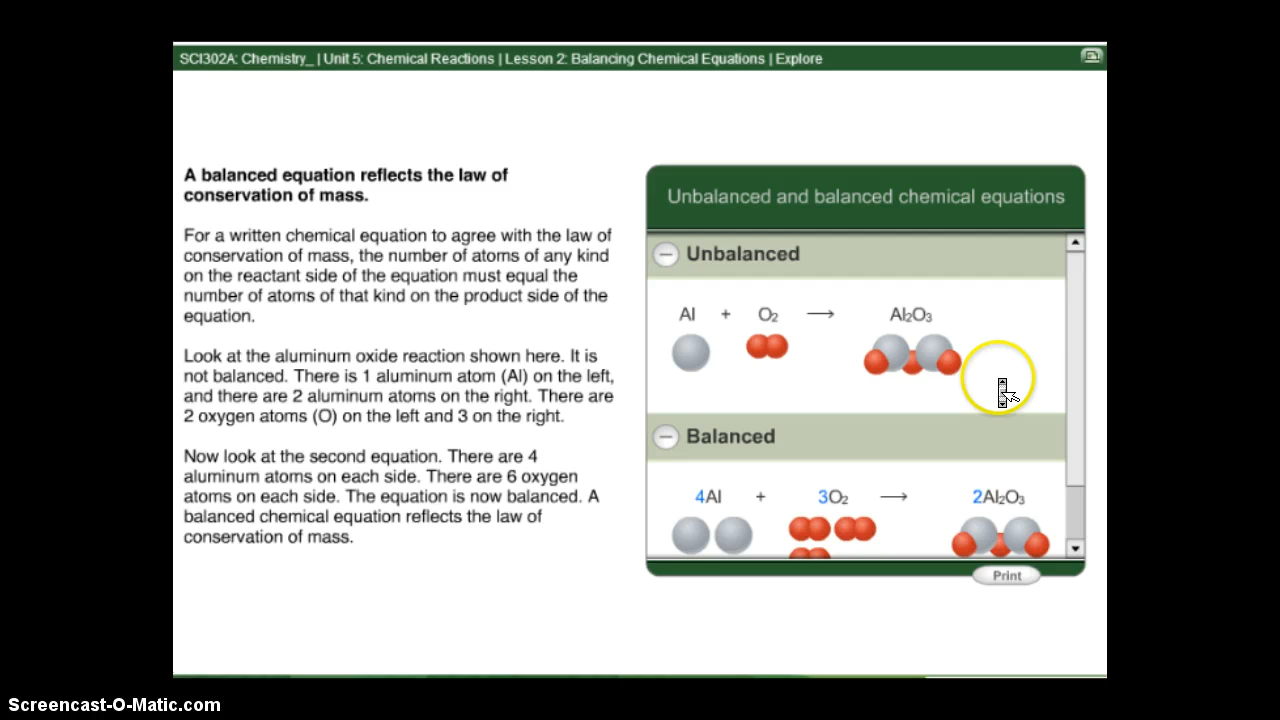 SCI302A: Chemistry_ | Unit 5: Chemical Reactions | Lesson 2: Balancing Chemical Equations | Explore
A balanced equation reflects the law of
conservation of mass.
For a written chemical equation to agree with the law of
conservation of mass, the number of atoms of any kind
on the reactant side of the equation must equal the
number of atoms of that kind on the product side of the
equation.
Look at the aluminum oxide reaction shown here. It is
not balanced. There is 1 aluminum atom (Al) on the left,
and there are 2 aluminum atoms on the right. There are
2 oxygen atoms (O) on the left and 3 on the right.
Now look at the second equation. There are 4
aluminum atoms on each side. There are 6 oxygen
atoms on each side. The equation is now balanced. A
balanced chemical equation reflects the law of
conservation of mass.
Unbalanced and balanced chemical equations
Unbalanced
Al + O₂ → Al₂O₃
Balanced
4Al + 3O₂ → 2Al₂O₃
Print
Screencast-O-Matic.com